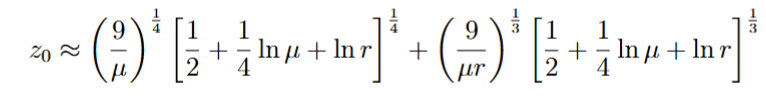 $z_0 \approx \left(\frac{9}{\mu}\right)^{\frac{1}{4}} \left[\frac{1}{2} + \frac{1}{4} \ln \mu + \ln r\right]^{\frac{1}{4}} + \left(\frac{9}{\mu r}\right)^{\frac{1}{3}} \left[\frac{1}{2} + \frac{1}{4} \ln \mu + \ln r\right]^{\frac{1}{3}}$